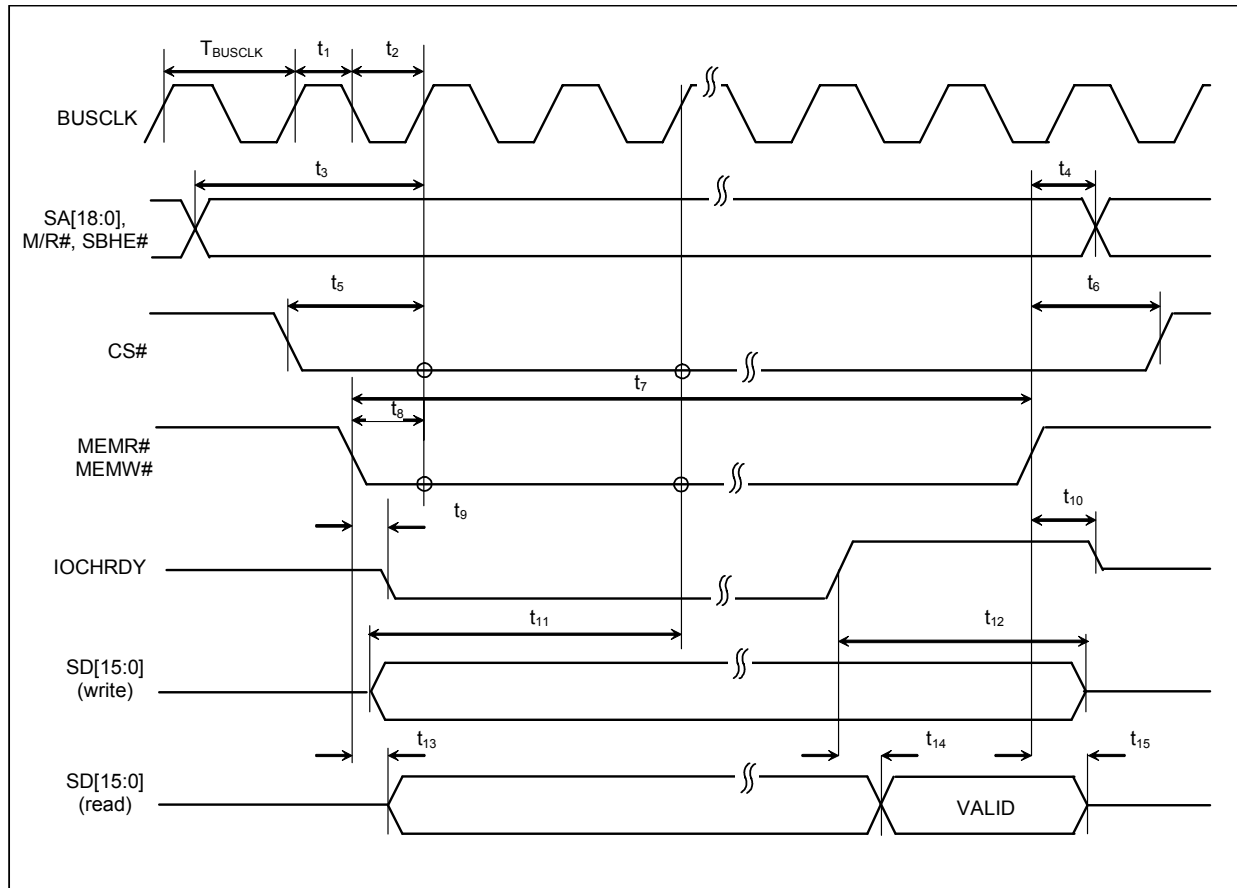 T_BUSCLK t₁ t₂
BUSCLK
t₃ t₄
SA[18:0],
M/R#, SBHE#
t₅ t₆
CS#
t₇
t₈
MEMR#
MEMW#
t₉ t₁₀
IOCHRDY
t₁₁ t₁₂
SD[15:0]
(write)
t₁₃ t₁₄ t₁₅
SD[15:0]
(read)
VALID